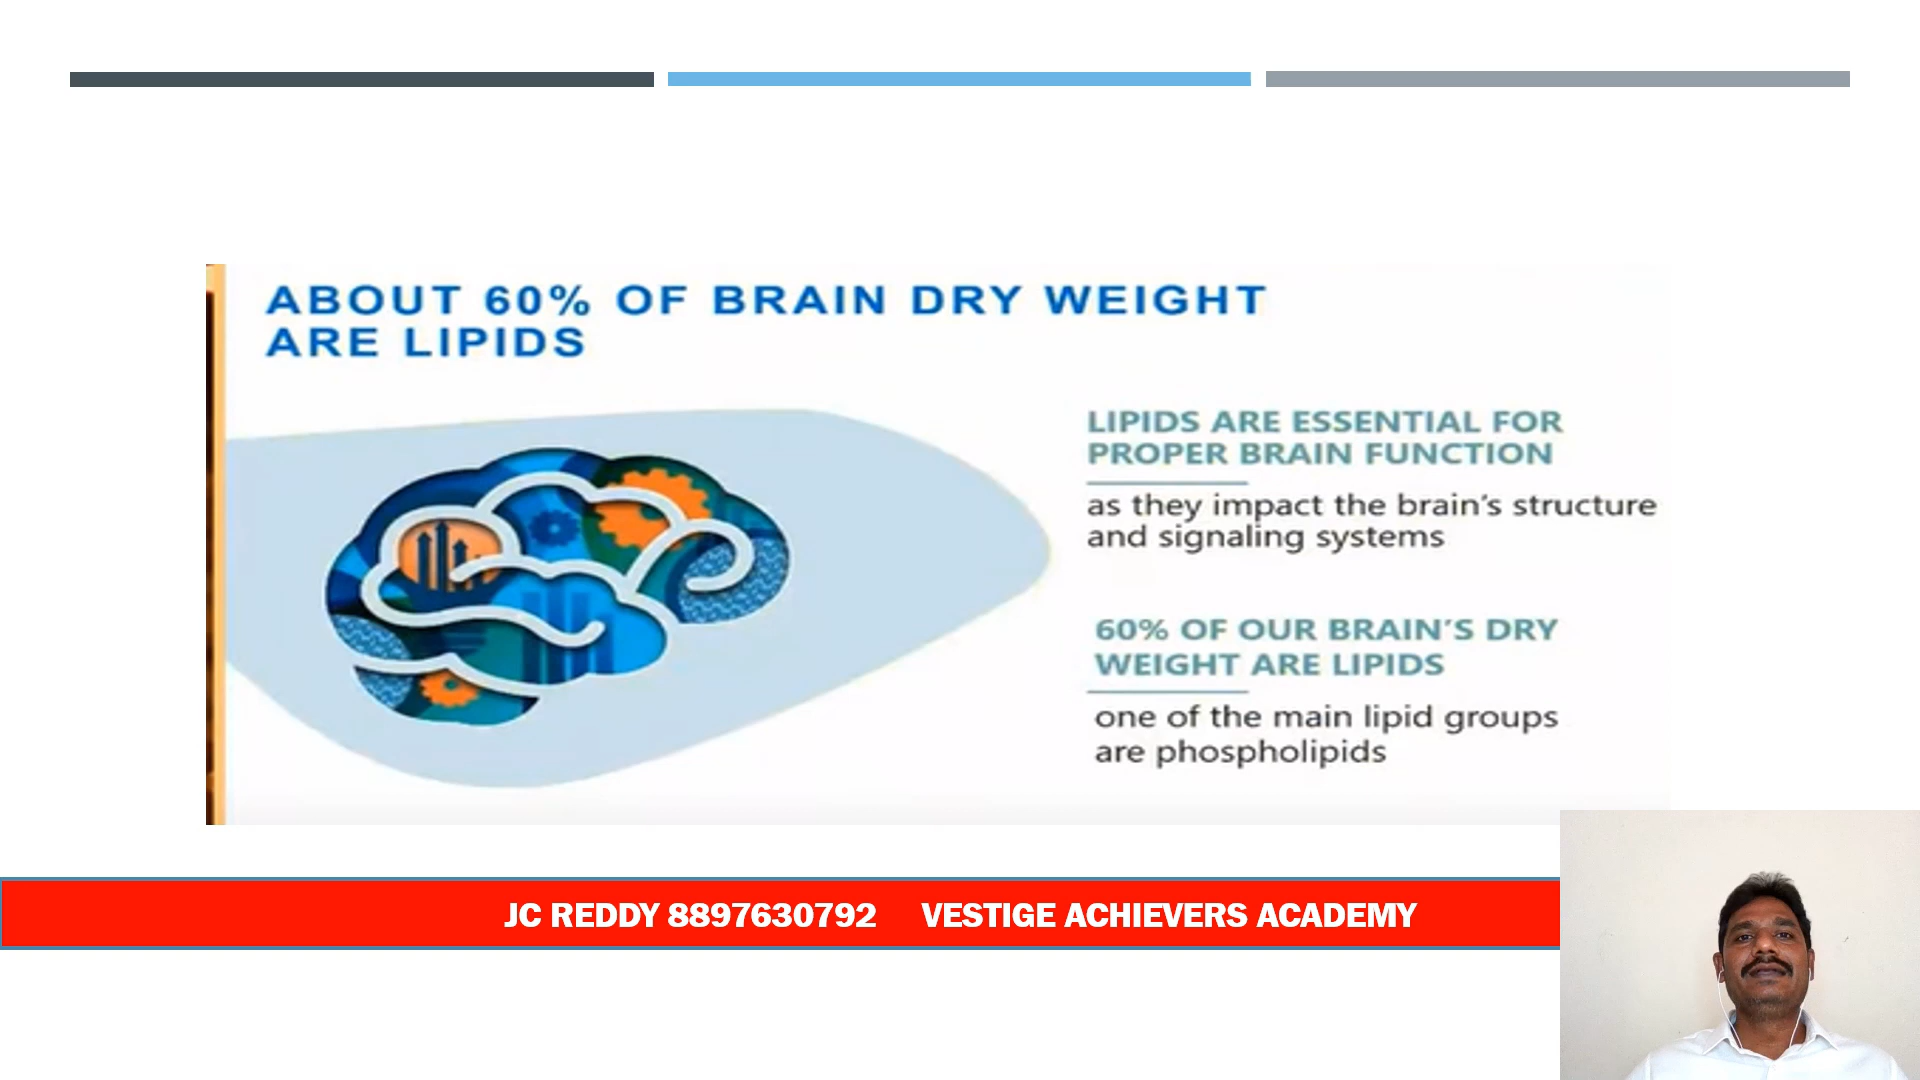 ABOUT 60% OF BRAIN DRY WEIGHT
ARE LIPIDS
LIPIDS ARE ESSENTIAL FOR
PROPER BRAIN FUNCTION
as they impact the brain's structure
and signaling systems
60% OF OUR BRAIN'S DRY
WEIGHT ARE LIPIDS
one of the main lipid groups
are phospholipids
JC REDDY 8897630792 VESTIGE ACHIEVERS ACADEMY